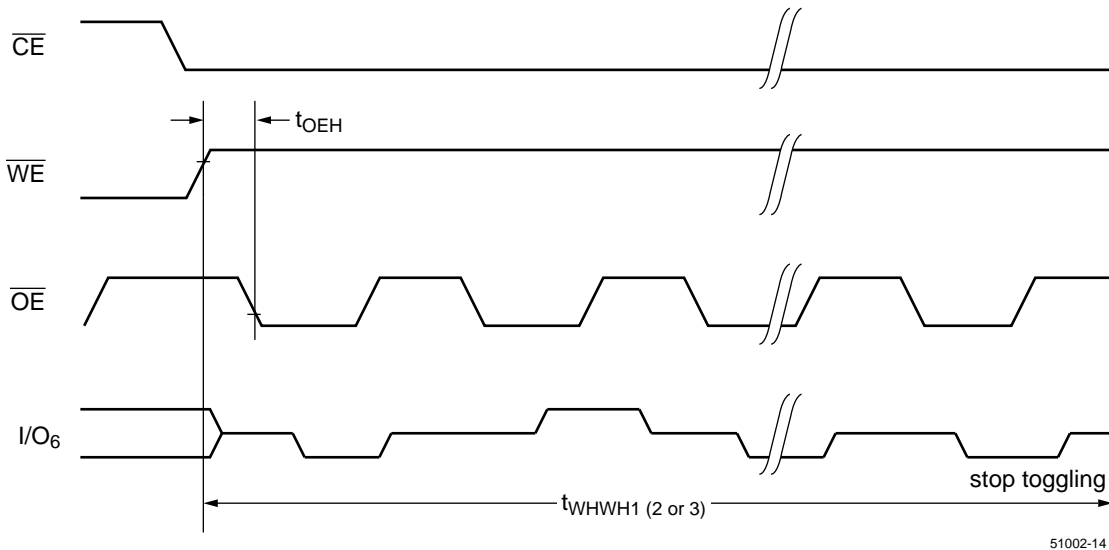 CE
tOEH
WE
OE
I/O6
stop toggling
tWHWH1 (2 or 3)
51002-14